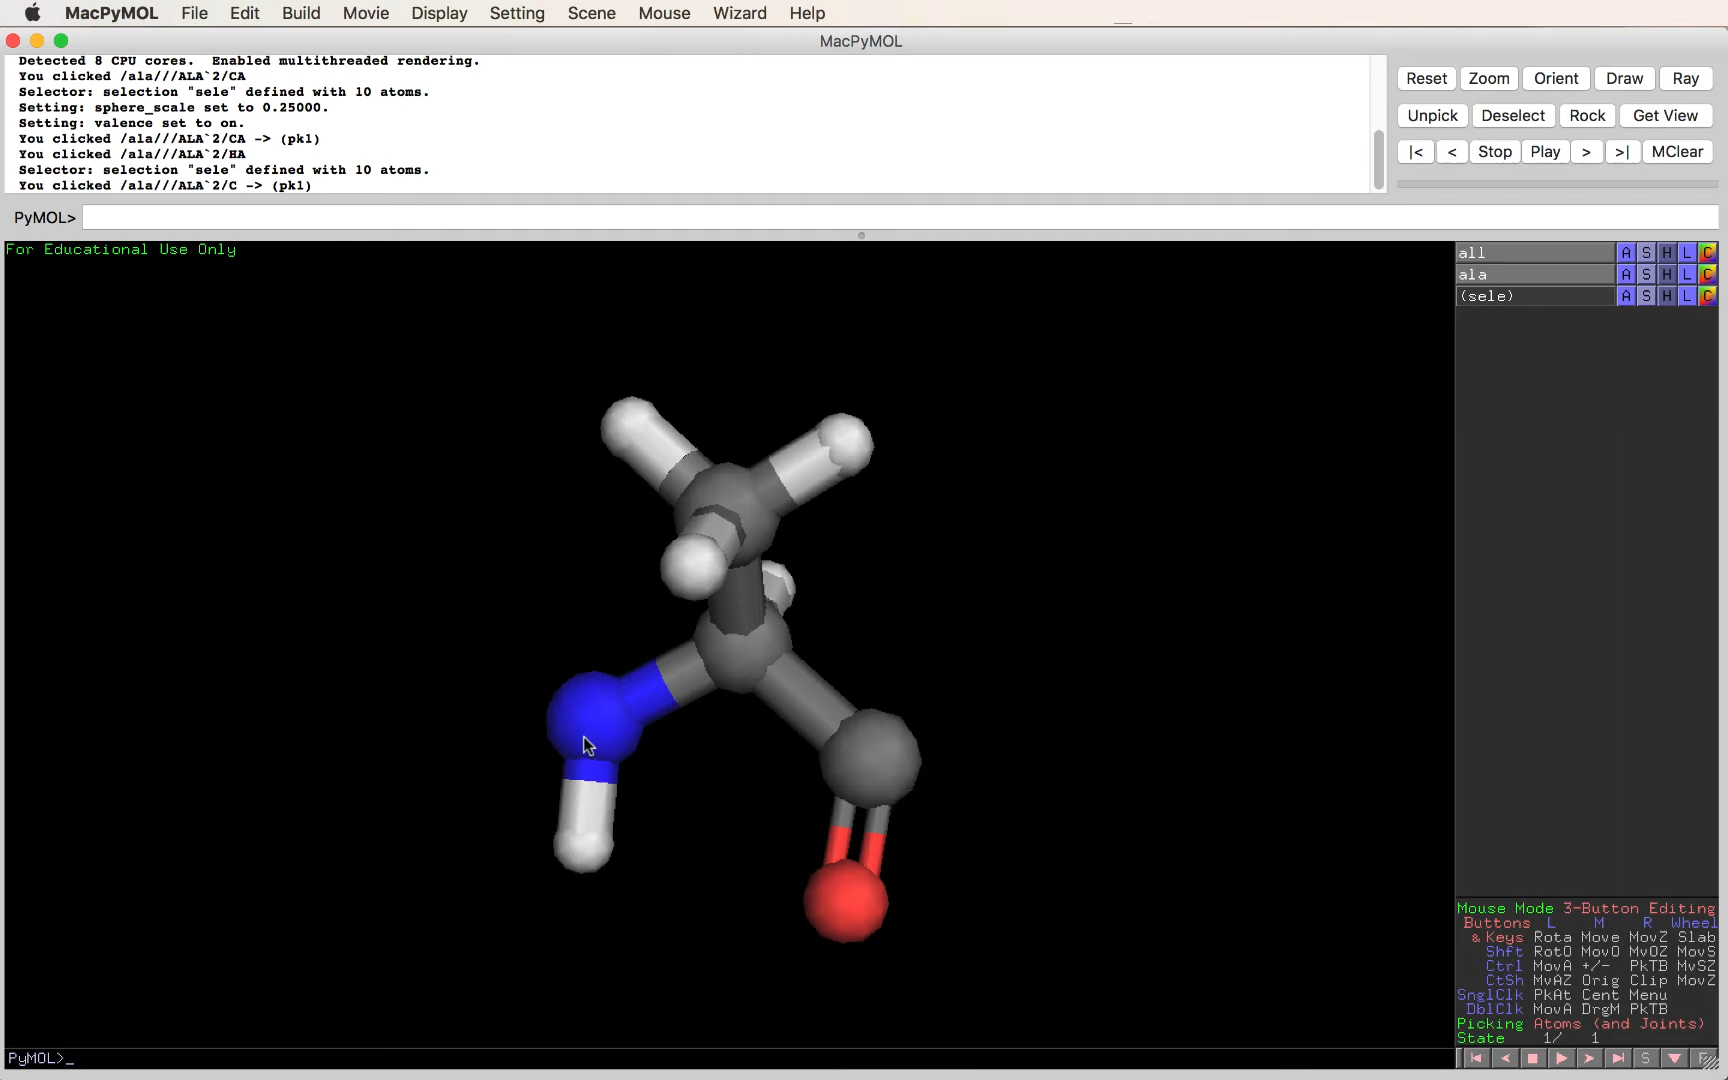 MacPyMOL File Edit Build Movie Display Setting Scene Mouse Wizard Help
MacPyMOL
Detected 8 CPU cores. Enabled multithreaded rendering.
You clicked /ala///ALA`2/CA
Selector: selection "sele" defined with 10 atoms.
Setting: sphere_scale set to 0.25000.
Setting: valence set to on.
You clicked /ala///ALA`2/CA -> (pk1)
You clicked /ala///ALA`2/HA
Selector: selection "sele" defined with 10 atoms.
You clicked /ala///ALA`2/C -> (pk1)
Reset Zoom Orient Draw Ray
Unpick Deselect Rock Get View
|< < Stop Play > >| MClear
PyMOL>
For Educational Use Only
all A S H L C
ala A S H L C
(sele) A S H L C
Mouse Mode 3-Button Editing
Buttons L M R Wheel
& Keys Rota Move MovZ Slab
Shft RotO MovO MvOZ MovS
Ctrl MovA +/- PkTB MvSZ
CtSh MvAZ Orig Clip MovZ
SnglClk PkAt Cent Menu
DblClk MovA DrgM PkTB
Picking Atoms (and Joints)
State 1/ 1
PyMOL>_
S F